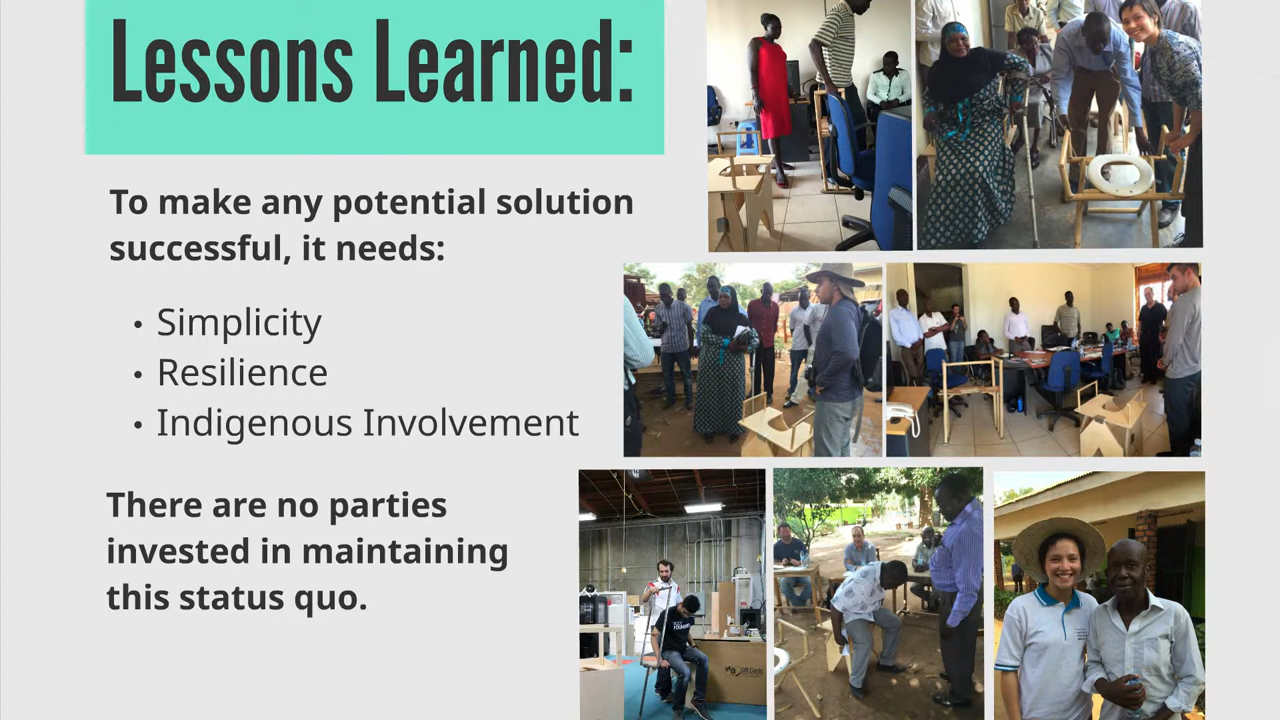 Lessons Learned:
To make any potential solution
successful, it needs:
• Simplicity
• Resilience
• Indigenous Involvement
There are no parties
invested in maintaining
this status quo.